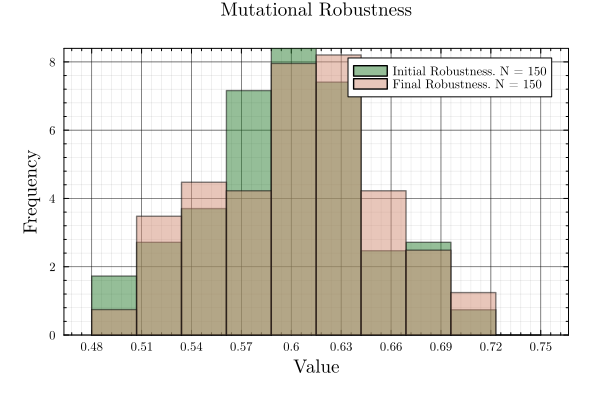 Mutational Robustness
Initial Robustness. N = 150
Final Robustness. N = 150
Frequency
8
6
4
2
0
0.48 0.51 0.54 0.57 0.6 0.63 0.66 0.69 0.72 0.75
Value